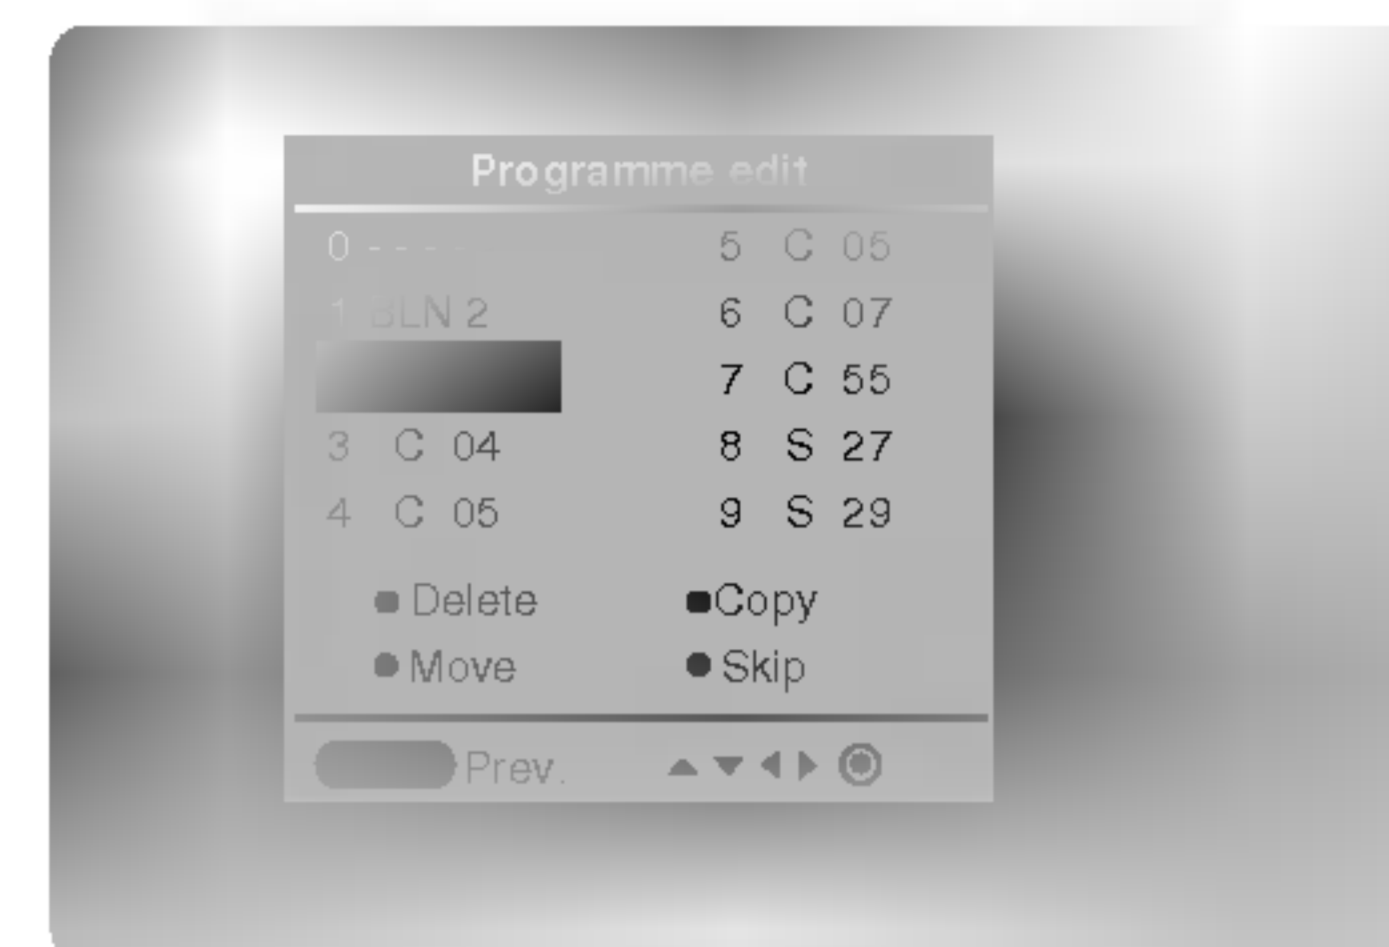 Programme edit
0 - - - -
1 BLN 2
3 C 04
4 C 05
5 C 05
6 C 07
7 C 55
8 S 27
9 S 29
Delete
Copy
Move
Skip
Prev.